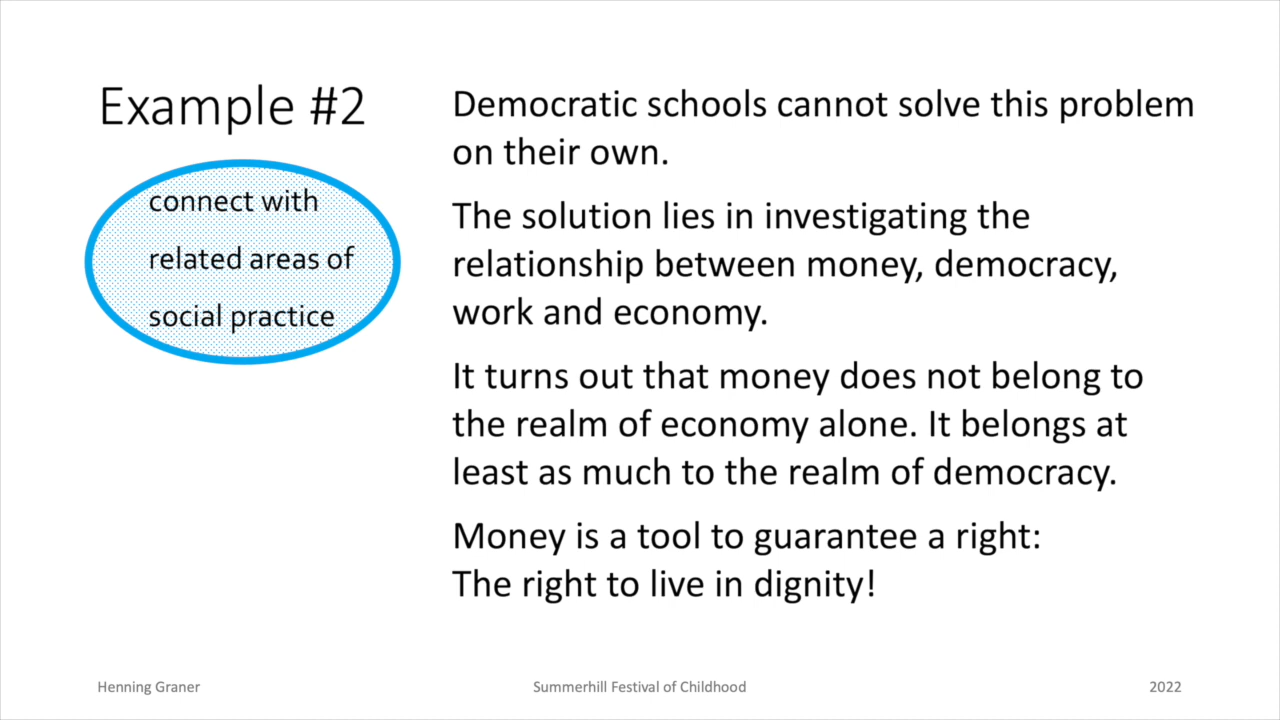 Example #2
connect with
related areas of
social practice
Democratic schools cannot solve this problem
on their own.
The solution lies in investigating the
relationship between money, democracy,
work and economy.
It turns out that money does not belong to
the realm of economy alone. It belongs at
least as much to the realm of democracy.
Money is a tool to guarantee a right:
The right to live in dignity!
Henning Graner
Summerhill Festival of Childhood
2022